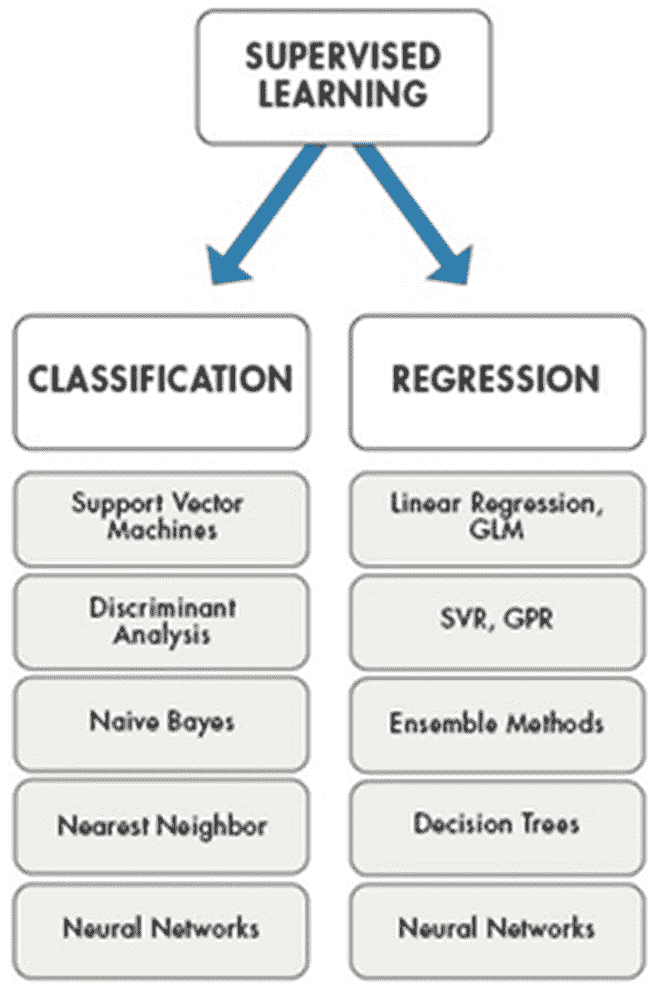 SUPERVISED
LEARNING
CLASSIFICATION
REGRESSION
Support Vector
Machines
Linear Regression,
GLM
Discriminant
Analysis
SVR, GPR
Naive Bayes
Ensemble Methods
Nearest Neighbor
Decision Trees
Neural Networks
Neural Networks